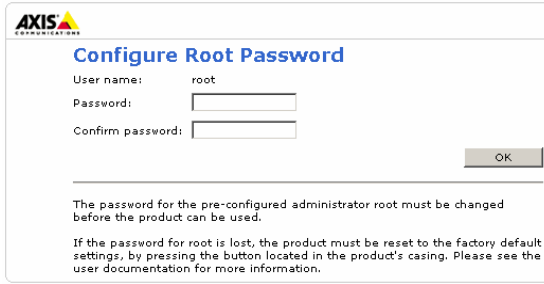 AXIS
COMMUNICATIONS
Configure Root Password
User name: root
Password:
Confirm password:
OK
The password for the pre-configured administrator root must be changed
before the product can be used.
If the password for root is lost, the product must be reset to the factory default
settings, by pressing the button located in the product's casing. Please see the
user documentation for more information.